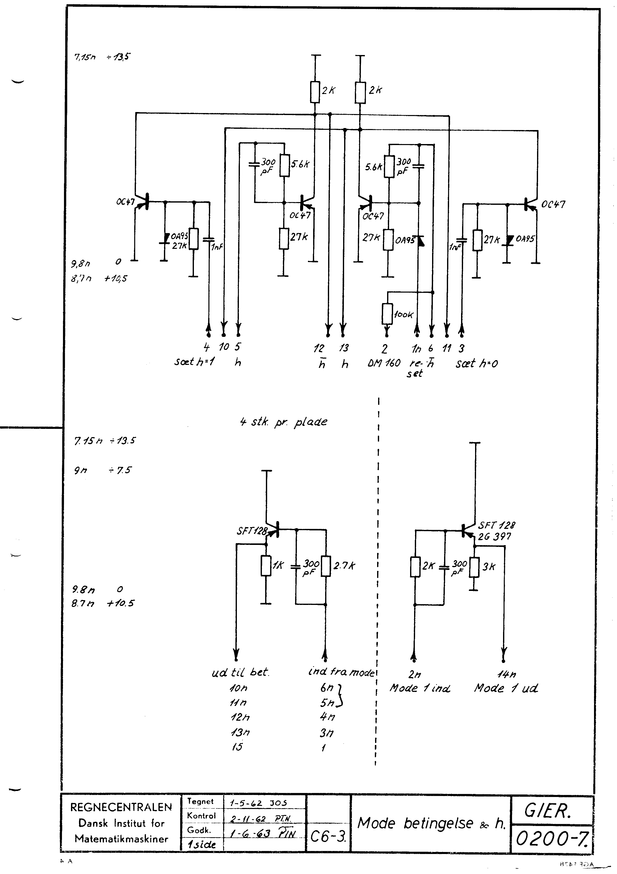 7,15n ÷13,5
2K 2K
300 pF 5.6K 5.6K 300 pF
OC47 OC47 OC47 OC47
OA95 27K 1nF 27K 27K OA95 1nF 27K OA95
9,8n 0
8,7n +10,5
100K
4 10 5 12 13 2 1n 6 11 3
sæt h=1 h h̅ h DM 160 re-set h̅ sæt h=0
4 stk. pr. plade
7.15n ÷13.5
9n ÷7.5
SFT128 SFT 128
2G 397
1K 300 pF 2.7K 2K 300 pF 3K
9.8n 0
8.7n +10.5
ud til bet. ind fra mode 2n 14n
10n 6n Mode 1 ind Mode 1 ud
11n 5n
12n 4n
13n 3n
15 1
REGNECENTRALEN
Dansk Institut for
Matematikmaskiner
Tegnet 1-5-62 JOS
Kontrol 2-11-62 PTN
Godk. 1-6-63 PTN
1 side
C6-3.
Mode betingelse & h.
GIER.
0200-7.